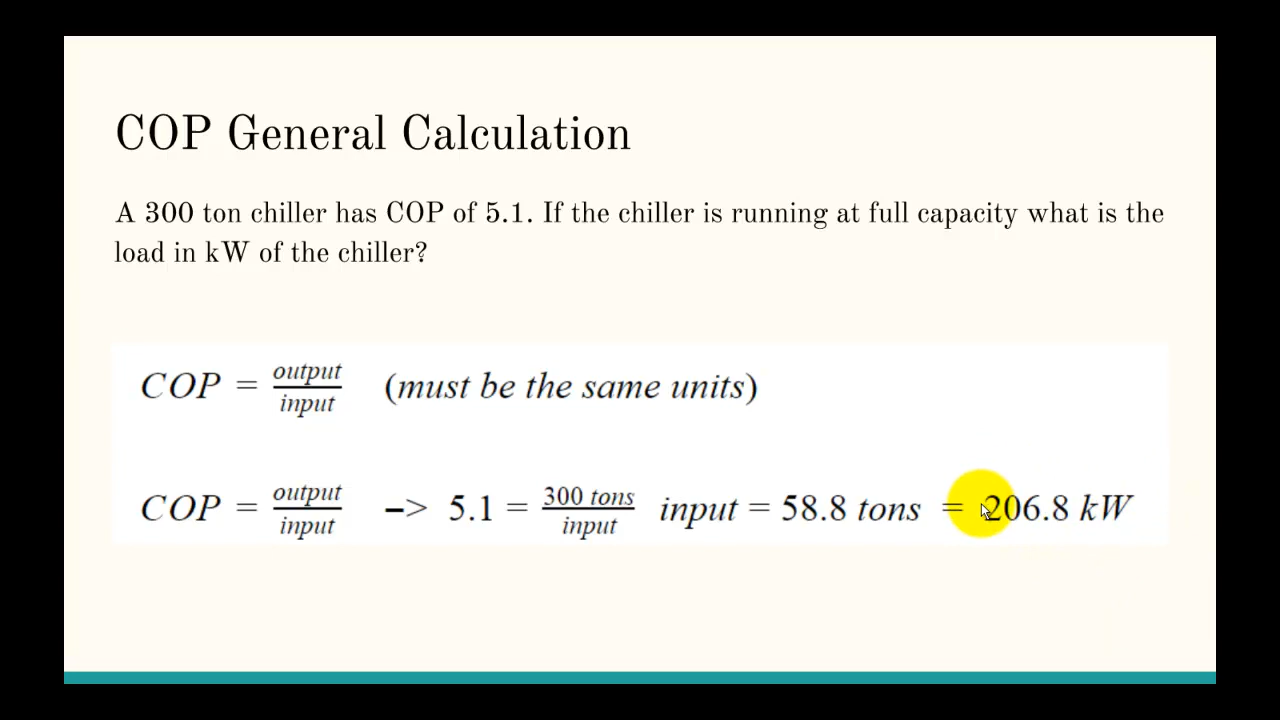 COP General Calculation
A 300 ton chiller has COP of 5.1. If the chiller is running at full capacity what is the
load in kW of the chiller?
COP = output/input (must be the same units)
COP = output/input –> 5.1 = 300 tons/input input = 58.8 tons = 206.8 kW